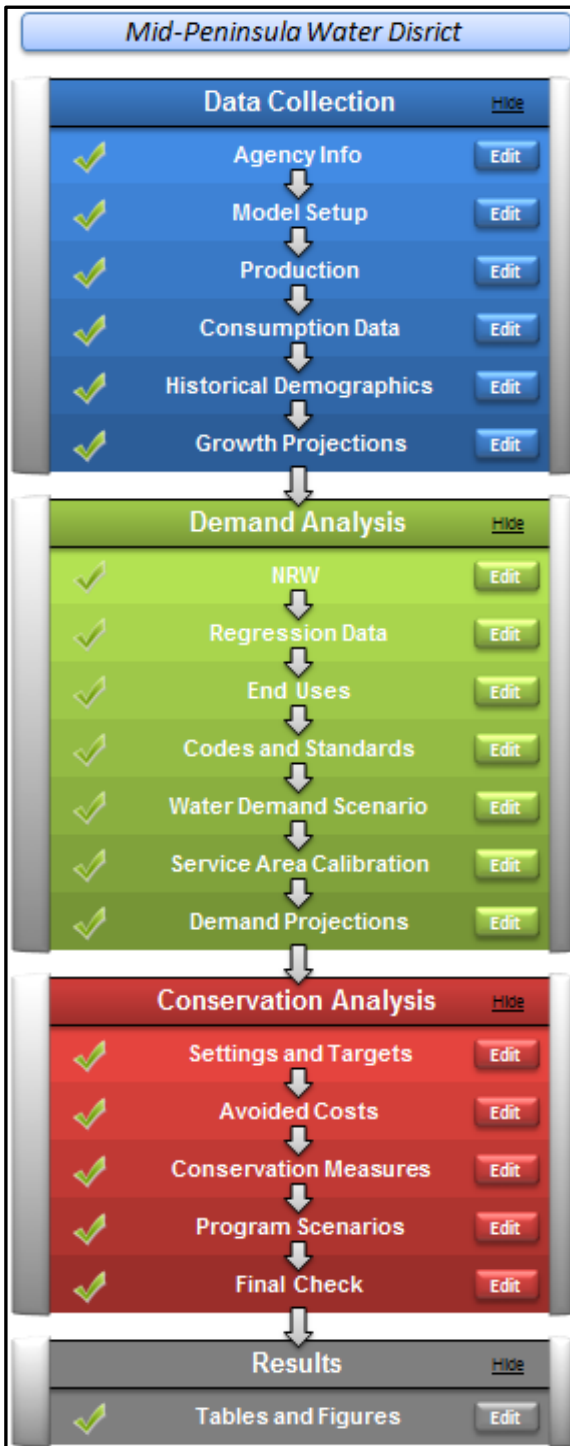 Mid-Peninsula Water Disrict
Data Collection Hide
Agency Info Edit
Model Setup Edit
Production Edit
Consumption Data Edit
Historical Demographics Edit
Growth Projections Edit
Demand Analysis Hide
NRW Edit
Regression Data Edit
End Uses Edit
Codes and Standards Edit
Water Demand Scenario Edit
Service Area Calibration Edit
Demand Projections Edit
Conservation Analysis Hide
Settings and Targets Edit
Avoided Costs Edit
Conservation Measures Edit
Program Scenarios Edit
Final Check Edit
Results Hide
Tables and Figures Edit